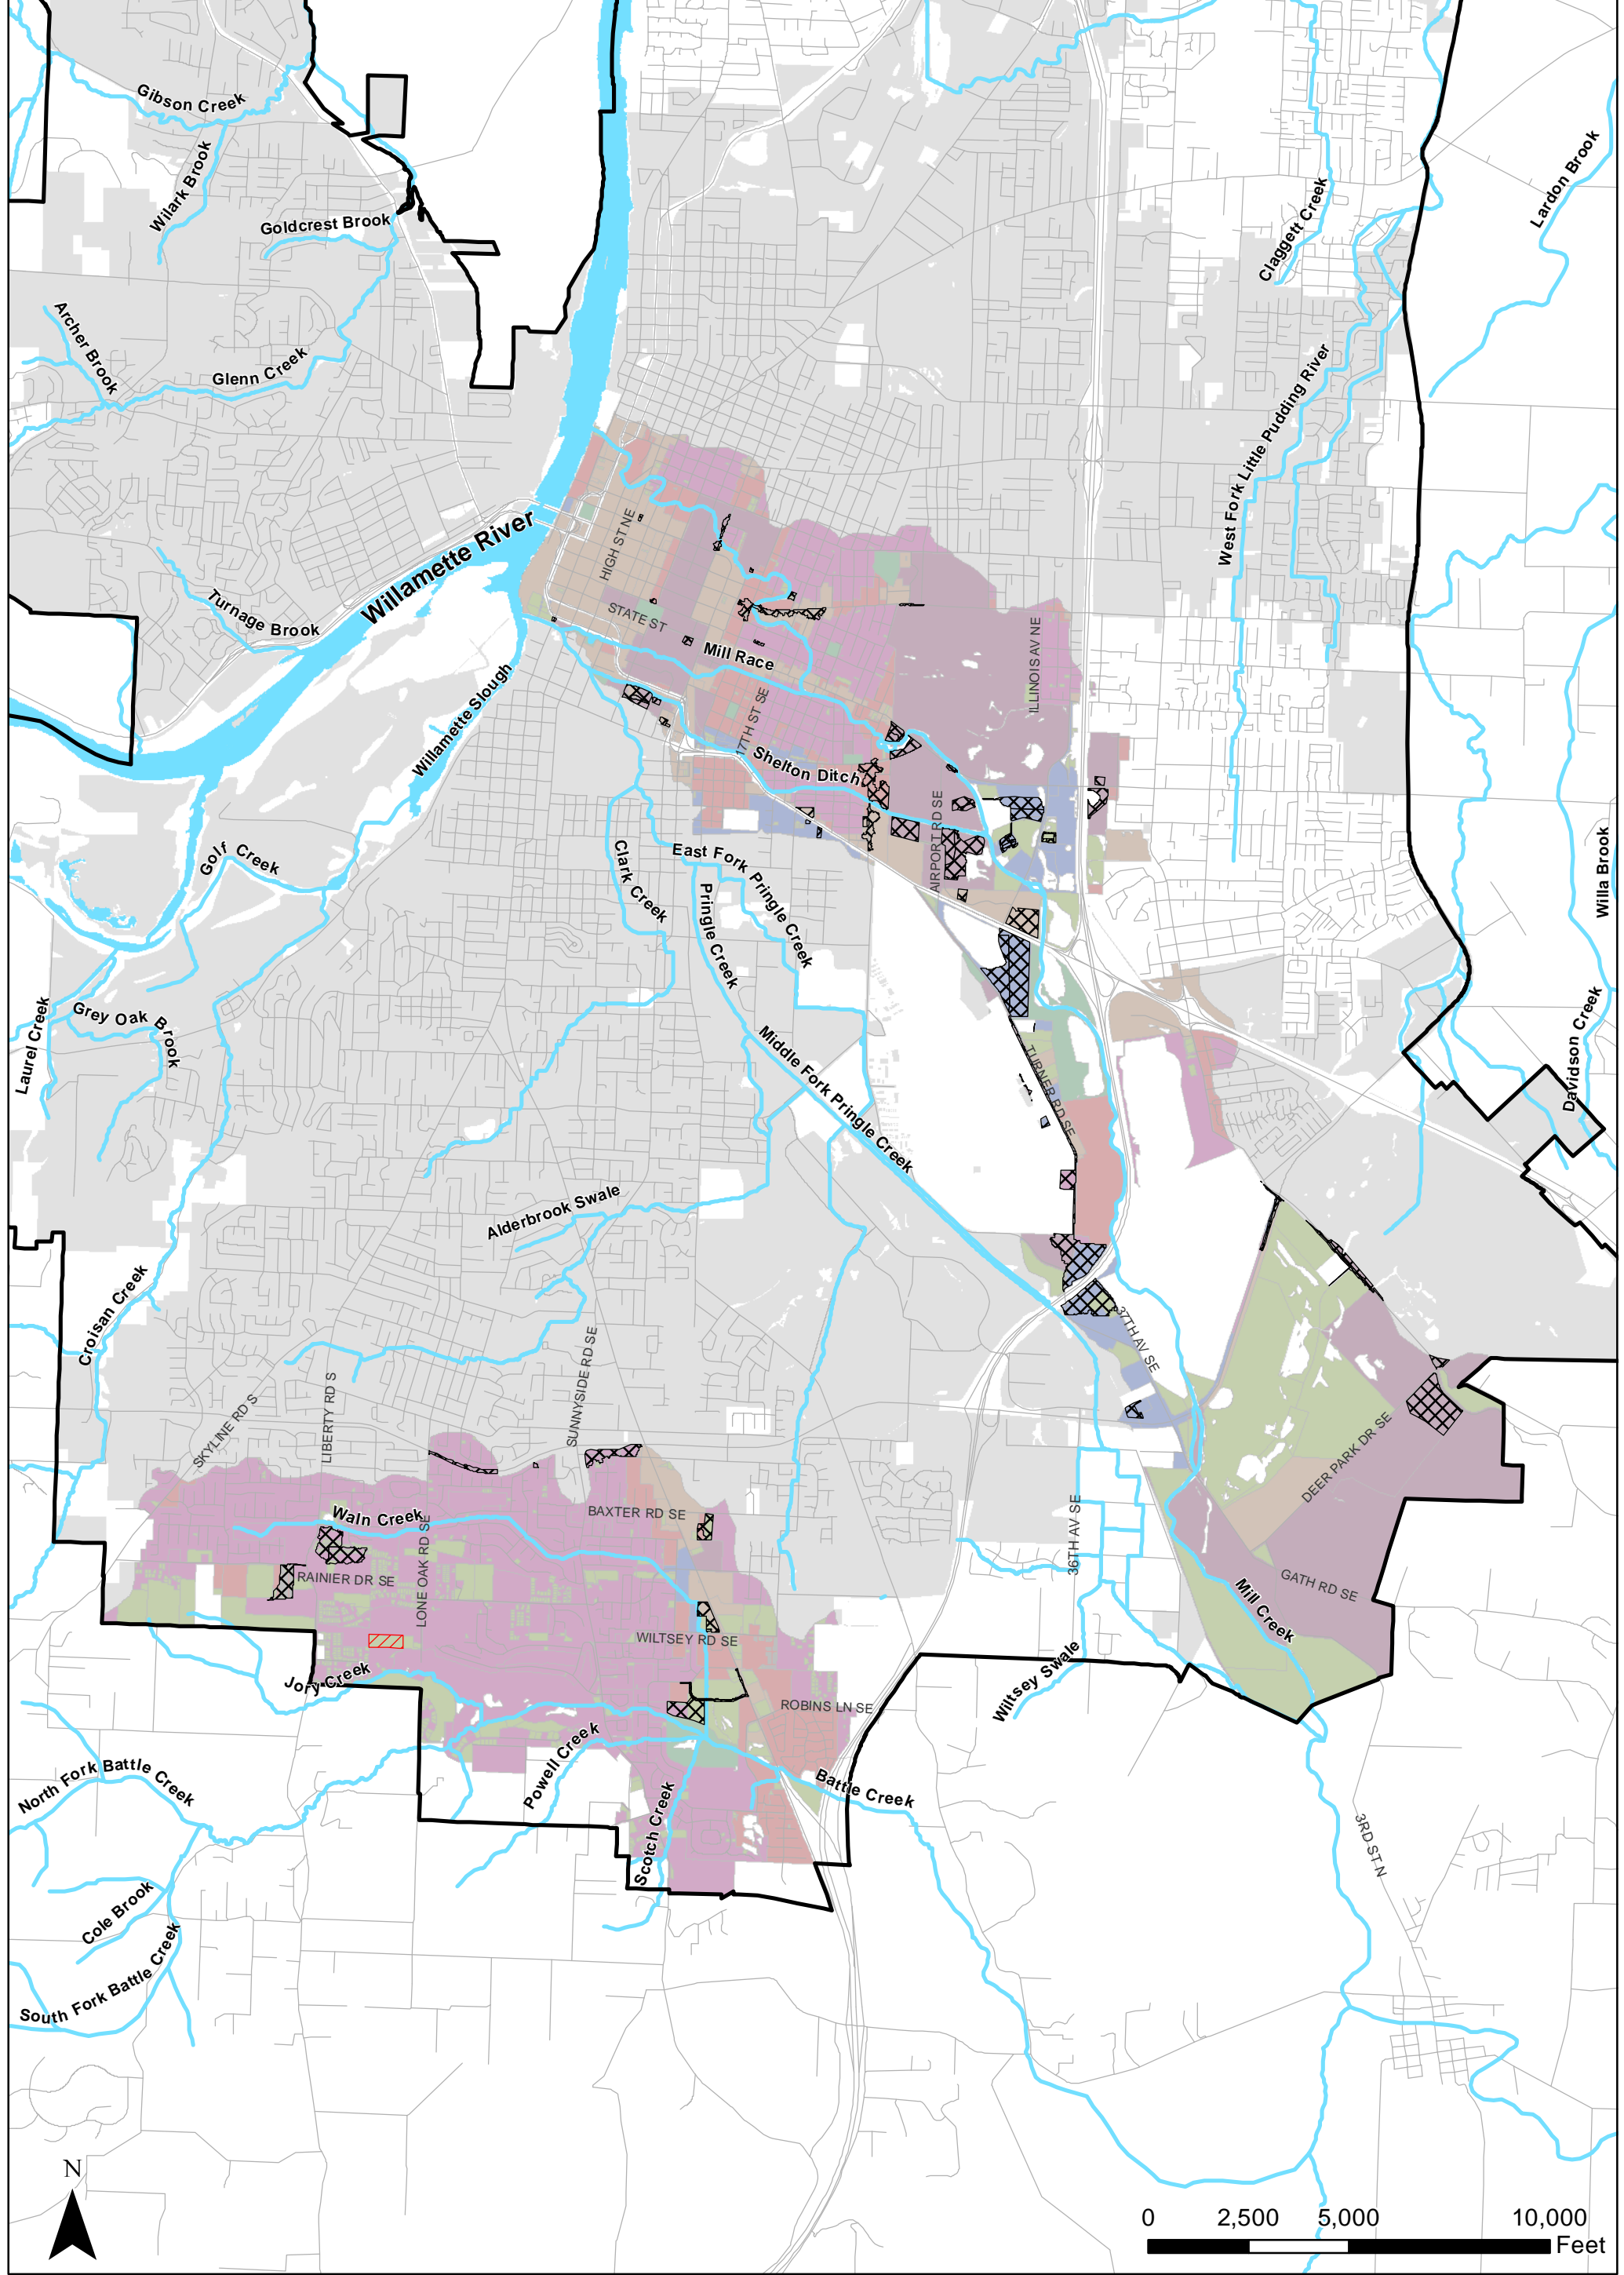 Gibson Creek
Wilark Brook
Goldcrest Brook
Lardon Brook
Claggett Creek
Archer Brook
Glenn Creek
West Fork Little Pudding River
Willamette River
HIGH ST NE
STATE ST
Turnage Brook
Mill Race
ILLINOIS AV NE
Willamette Slough
17TH ST SE
Shelton Ditch
AIRPORT RD SE
Golf Creek
Clark Creek
East Fork Pringle Creek
Pringle Creek
Willa Brook
Laurel Creek
Grey Oak Brook
Middle Fork Pringle Creek
TURNER RD SE
Davidson Creek
Alderbrook Swale
Croisan Creek
37TH AV SE
SKYLINE RD S
LIBERTY RD S
SUNNYSIDE RD SE
DEER PARK DR SE
Waln Creek
BAXTER RD SE
LONE OAK RD SE
36TH AV SE
RAINIER DR SE
GATH RD SE
Mill Creek
WILTSEY RD SE
Jory Creek
Wiltsey Swale
ROBINS LN SE
Powell Creek
North Fork Battle Creek
Battle Creek
Scotch Creek
3RD ST N
Cole Brook
South Fork Battle Creek
N
0 2,500 5,000 10,000
Feet